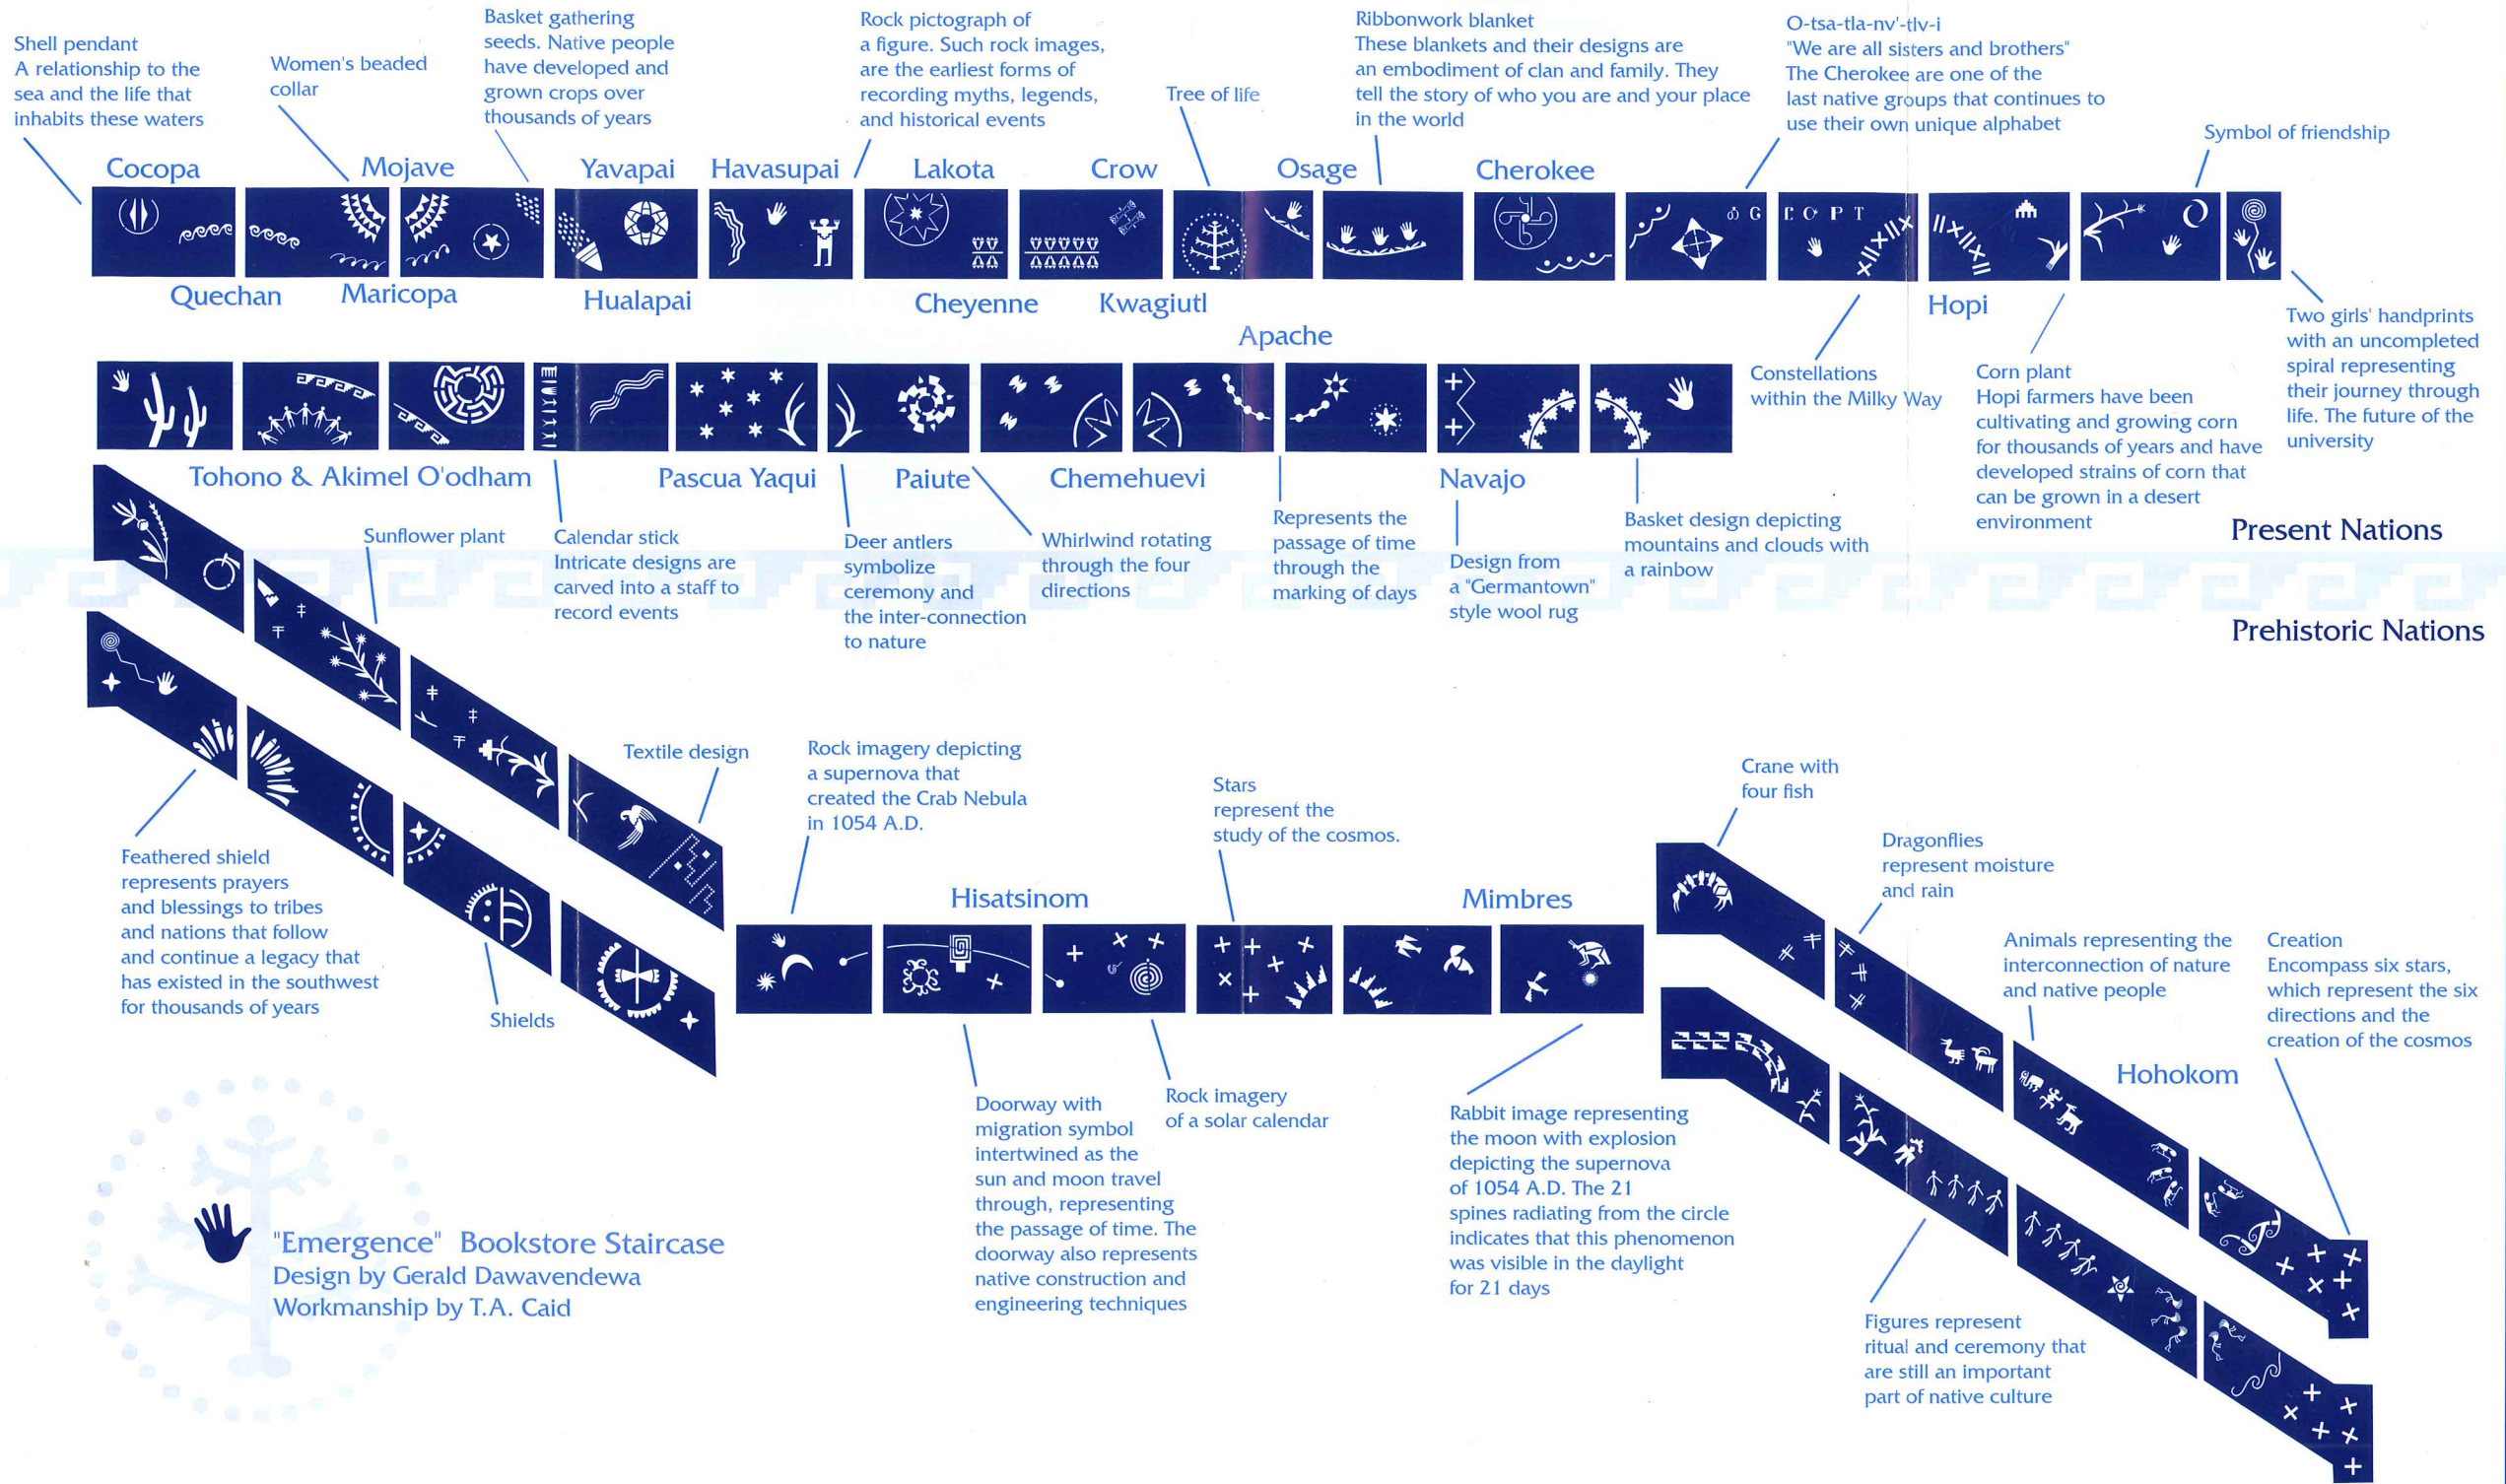 Shell pendant
A relationship to the
sea and the life that
inhabits these waters
Women's beaded
collar
Basket gathering
seeds. Native people
have developed and
grown crops over
thousands of years
Rock pictograph of
a figure. Such rock images,
are the earliest forms of
recording myths, legends,
and historical events
Tree of life
Ribbonwork blanket
These blankets and their designs are
an embodiment of clan and family. They
tell the story of who you are and your place
in the world
O-tsa-tla-nv'-tlv-i
"We are all sisters and brothers"
The Cherokee are one of the
last native groups that continues to
use their own unique alphabet
Symbol of friendship
Cocopa
Mojave
Yavapai
Havasupai
Lakota
Crow
Osage
Cherokee
Quechan
Maricopa
Hualapai
Cheyenne
Kwagiutl
Hopi
Apache
Two girls' handprints
with an uncompleted
spiral representing
their journey through
life. The future of the
university
Constellations
within the Milky Way
Corn plant
Hopi farmers have been
cultivating and growing corn
for thousands of years and have
developed strains of corn that
can be grown in a desert
environment
Tohono & Akimel O'odham
Pascua Yaqui
Paiute
Chemehuevi
Navajo
Sunflower plant
Calendar stick
Intricate designs are
carved into a staff to
record events
Deer antlers
symbolize
ceremony and
the inter-connection
to nature
Whirlwind rotating
through the four
directions
Represents the
passage of time
through the
marking of days
Design from
a "Germantown"
style wool rug
Basket design depicting
mountains and clouds with
a rainbow
Present Nations
Prehistoric Nations
Textile design
Rock imagery depicting
a supernova that
created the Crab Nebula
in 1054 A.D.
Stars
represent the
study of the cosmos.
Crane with
four fish
Dragonflies
represent moisture
and rain
Feathered shield
represents prayers
and blessings to tribes
and nations that follow
and continue a legacy that
has existed in the southwest
for thousands of years
Shields
Hisatsinom
Mimbres
Animals representing the
interconnection of nature
and native people
Creation
Encompass six stars,
which represent the six
directions and the
creation of the cosmos
Hohokom
Doorway with
migration symbol
intertwined as the
sun and moon travel
through, representing
the passage of time. The
doorway also represents
native construction and
engineering techniques
Rock imagery
of a solar calendar
Rabbit image representing
the moon with explosion
depicting the supernova
of 1054 A.D. The 21
spines radiating from the circle
indicates that this phenomenon
was visible in the daylight
for 21 days
Figures represent
ritual and ceremony that
are still an important
part of native culture
"Emergence" Bookstore Staircase
Design by Gerald Dawavendewa
Workmanship by T.A. Caid